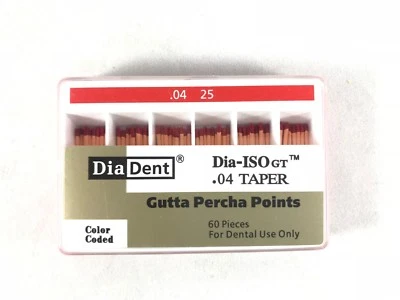 .04 25
DiaDent®
Dia-ISO GT™
.04 TAPER
Gutta Percha Points
Color
Coded
60 Pieces
For Dental Use Only